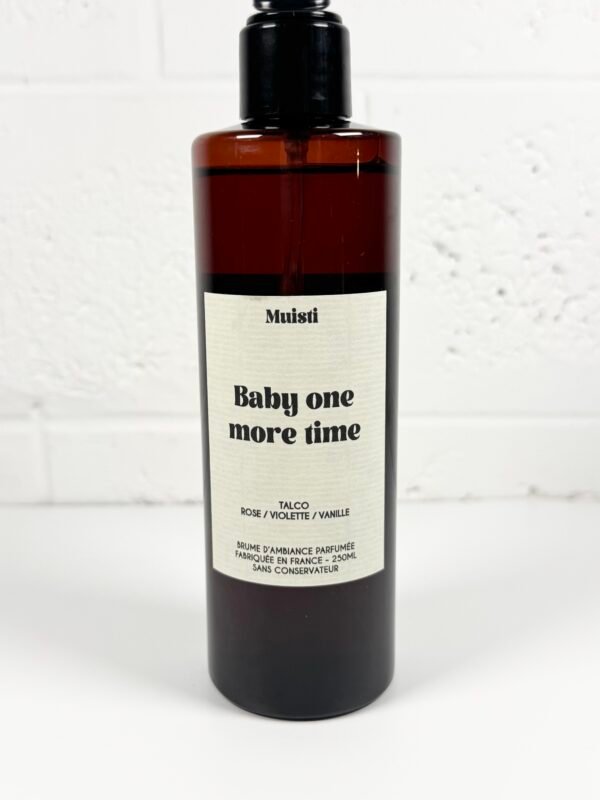 Muisti
Baby one
more time
TALCO
ROSE / VIOLETTE / VANILLE
BRUME D'AMBIANCE PARFUMÉE
FABRIQUÉE EN FRANCE - 250ML
SANS CONSERVATEUR